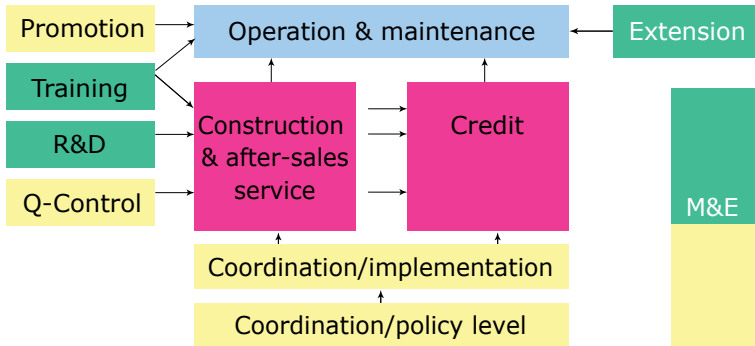 Promotion
Operation & maintenance
Extension
Training
R&D
Q-Control
Construction
& after-sales
service
Credit
M&E
Coordination/implementation
Coordination/policy level